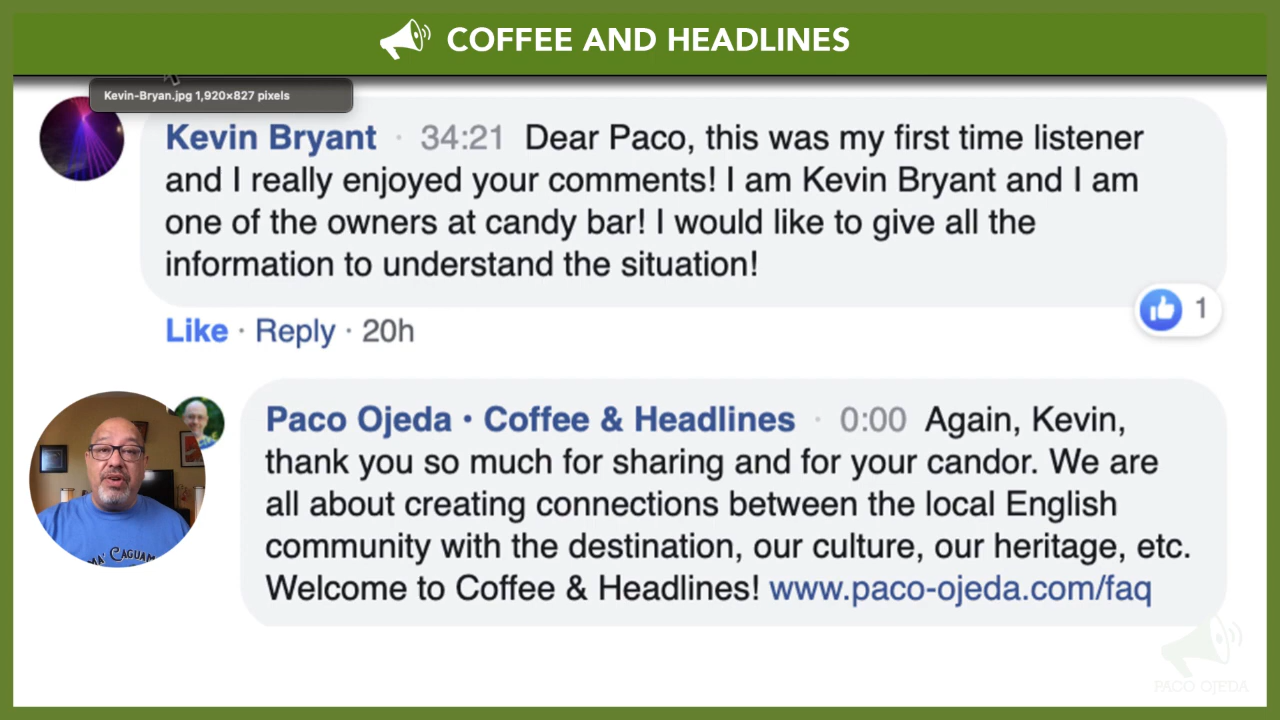 COFFEE AND HEADLINES
Kevin-Bryan.jpg 1,920×827 pixels
Kevin Bryant · 34:21 Dear Paco, this was my first time listener
and I really enjoyed your comments! I am Kevin Bryant and I am
one of the owners at candy bar! I would like to give all the
information to understand the situation!
1
Like · Reply · 20h
Paco Ojeda • Coffee & Headlines · 0:00 Again, Kevin,
thank you so much for sharing and for your candor. We are
all about creating connections between the local English
community with the destination, our culture, our heritage, etc.
Welcome to Coffee & Headlines! www.paco-ojeda.com/faq
PACO OJEDA